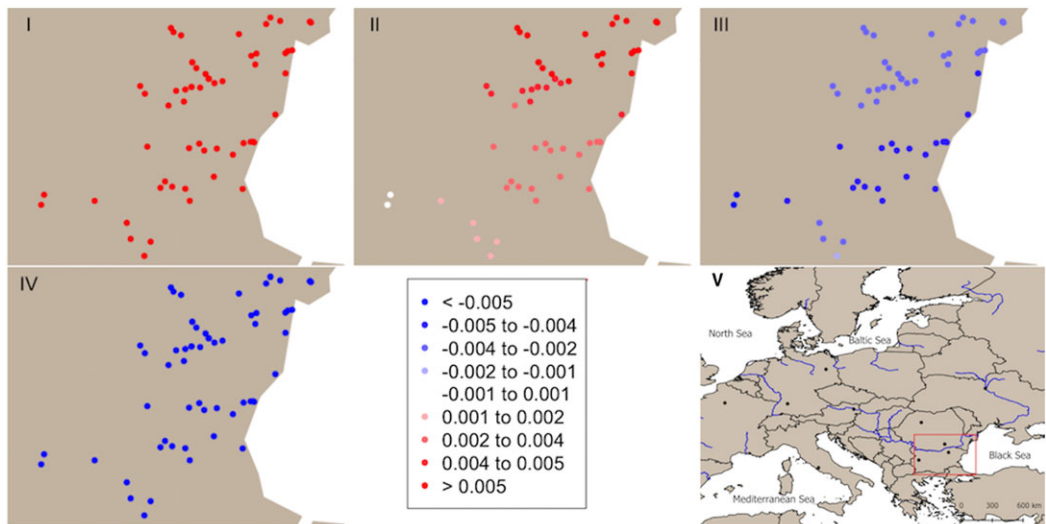 I
II
III
IV
< -0.005
-0.005 to -0.004
-0.004 to -0.002
-0.002 to -0.001
-0.001 to 0.001
0.001 to 0.002
0.002 to 0.004
0.004 to 0.005
> 0.005
V
North Sea
Baltic Sea
Black Sea
Mediterranean Sea
0 300 600 km